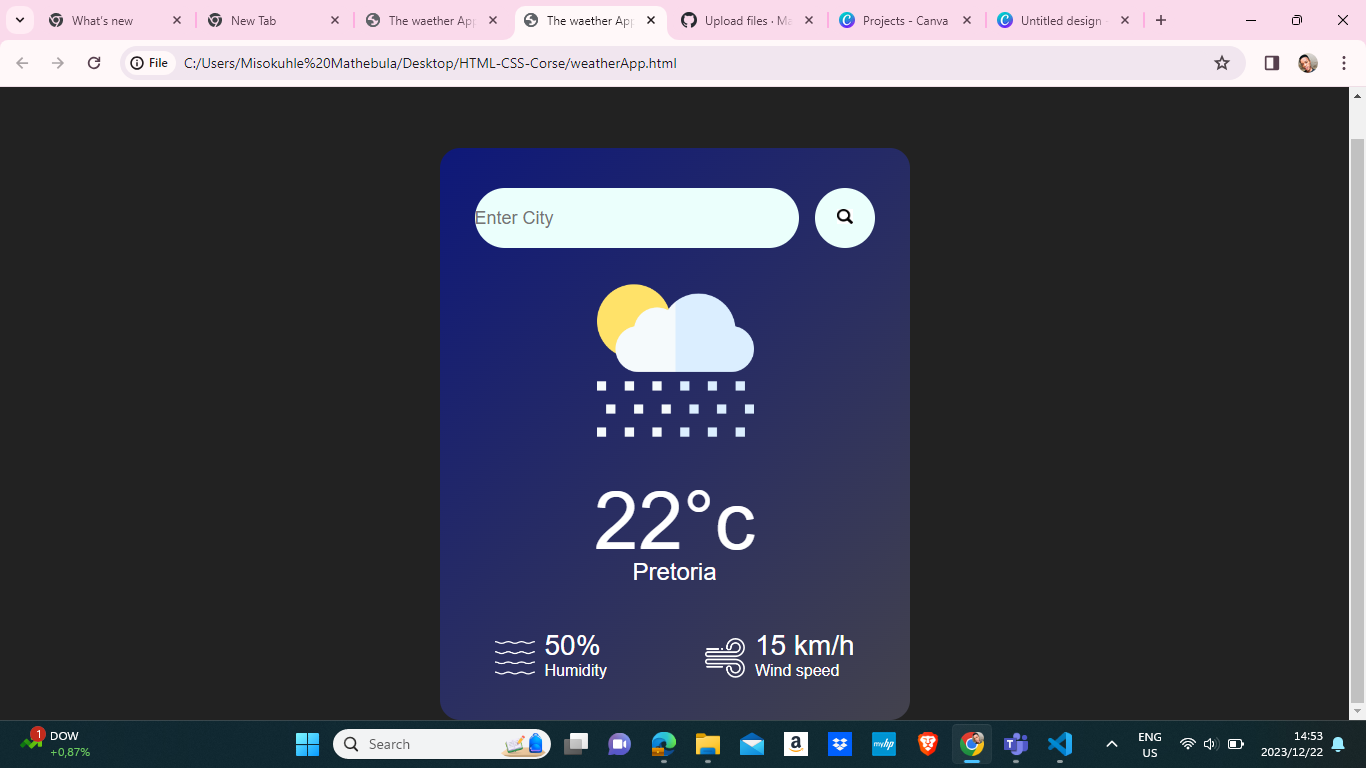 What's new
New Tab
The waether App
The waether App
Upload files · Ma
Projects - Canva
Untitled design -
File
C:/Users/Misokuhle%20Mathebula/Desktop/HTML-CSS-Corse/weatherApp.html
Enter City
22°c
Pretoria
50%
Humidity
15 km/h
Wind speed
1
DOW
+0,87%
Search
a
myhp
ENG
US
14:53
2023/12/22